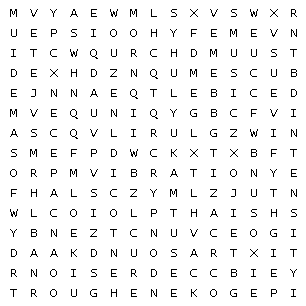 M V Y A E W M L S X V S W X R
U E P S I O O H Y F E M E V N
I T C W Q U R C H D M U U S T
D E X H D Z N Q U M E S C U B
E J N N A E Q T L E B I C E D
M V E Q U N I Q Y G B C F V I
A S C Q V L I R U L G Z W I N
S M E F P D W C K X T X B F T
O R P M V I B R A T I O N Y E
F H A L S C Z Y M L Z J U T N
W L C O I O L P T H A I S H S
Y B N E Z T C N U V C E O G I
D A A K D N U O S A R T X I T
R N O I S E R D E C C B I E Y
T R O U G H E N E K O G E P I